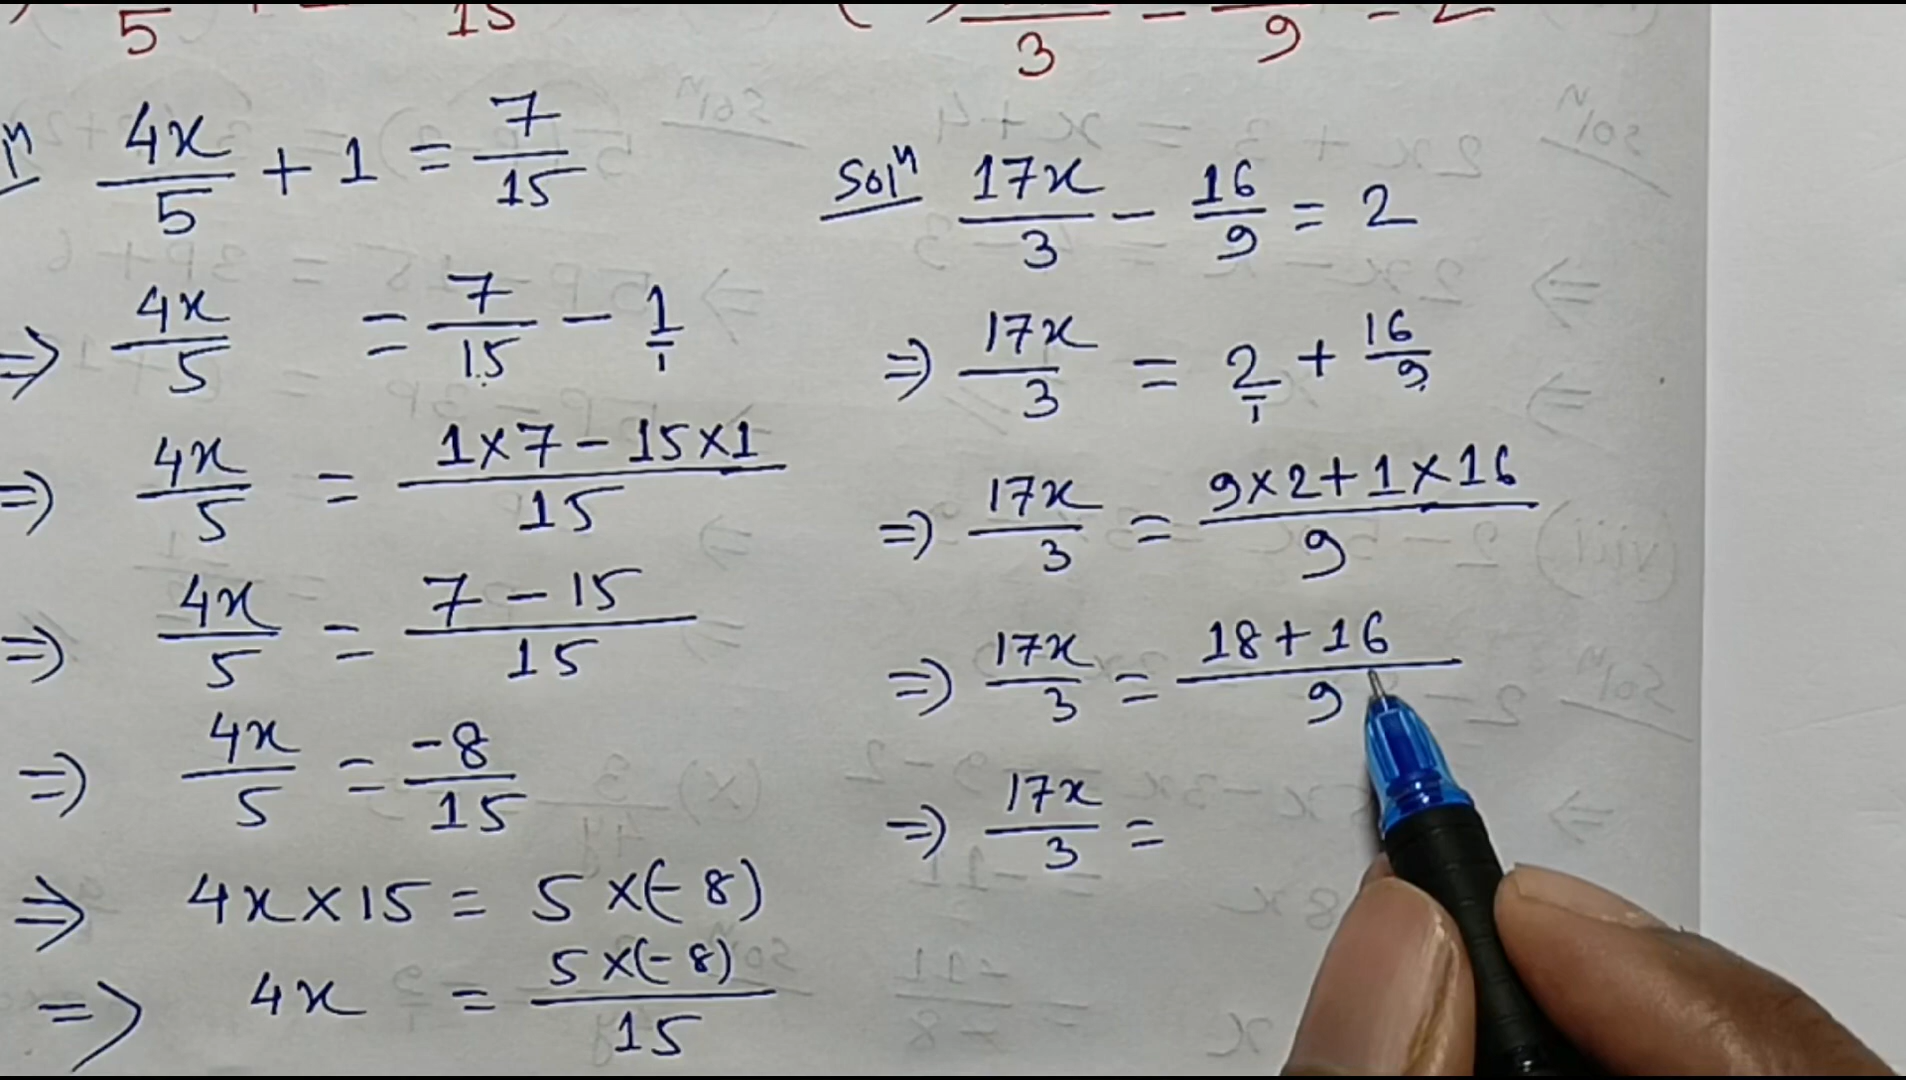 5 15
4x/5 + 1 = 7/15
⇒ 4x/5 = 7/15 - 1/1
⇒ 4x/5 = 1×7-15×1/15
⇒ 4x/5 = 7-15/15
⇒ 4x/5 = -8/15
⇒ 4x×15 = 5×(-8)
⇒ 4x = 5×(-8)/15
3 - 9 = 2
Solⁿ 17x/3 - 16/9 = 2
⇒ 17x/3 = 2/1 + 16/9
⇒ 17x/3 = 9×2+1×16/9
⇒ 17x/3 = 18+16/9
⇒ 17x/3 =